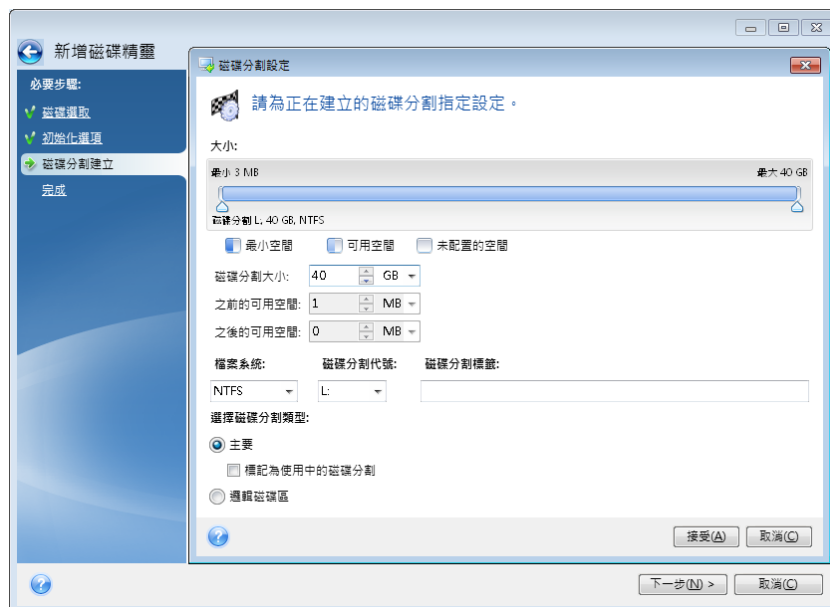 新增磁碟精靈
必要步驟:
磁碟選取
初始化選項
磁碟分割建立
完成
磁碟分割設定
請為正在建立的磁碟分割指定設定。
大小:
最小 3 MB
最大 40 GB
磁碟分割 L:, 40 GB, NTFS
最小空間
可用空間
未配置的空間
磁碟分割大小: 40 GB
之前的可用空間: 1 MB
之後的可用空間: 0 MB
檔案系統: 磁碟分割代號: 磁碟分割標籤:
NTFS L:
選擇磁碟分割類型:
主要
標記為使用中的磁碟分割
邏輯磁碟區
接受(A) 取消(C)
下一步(N) > 取消(C)